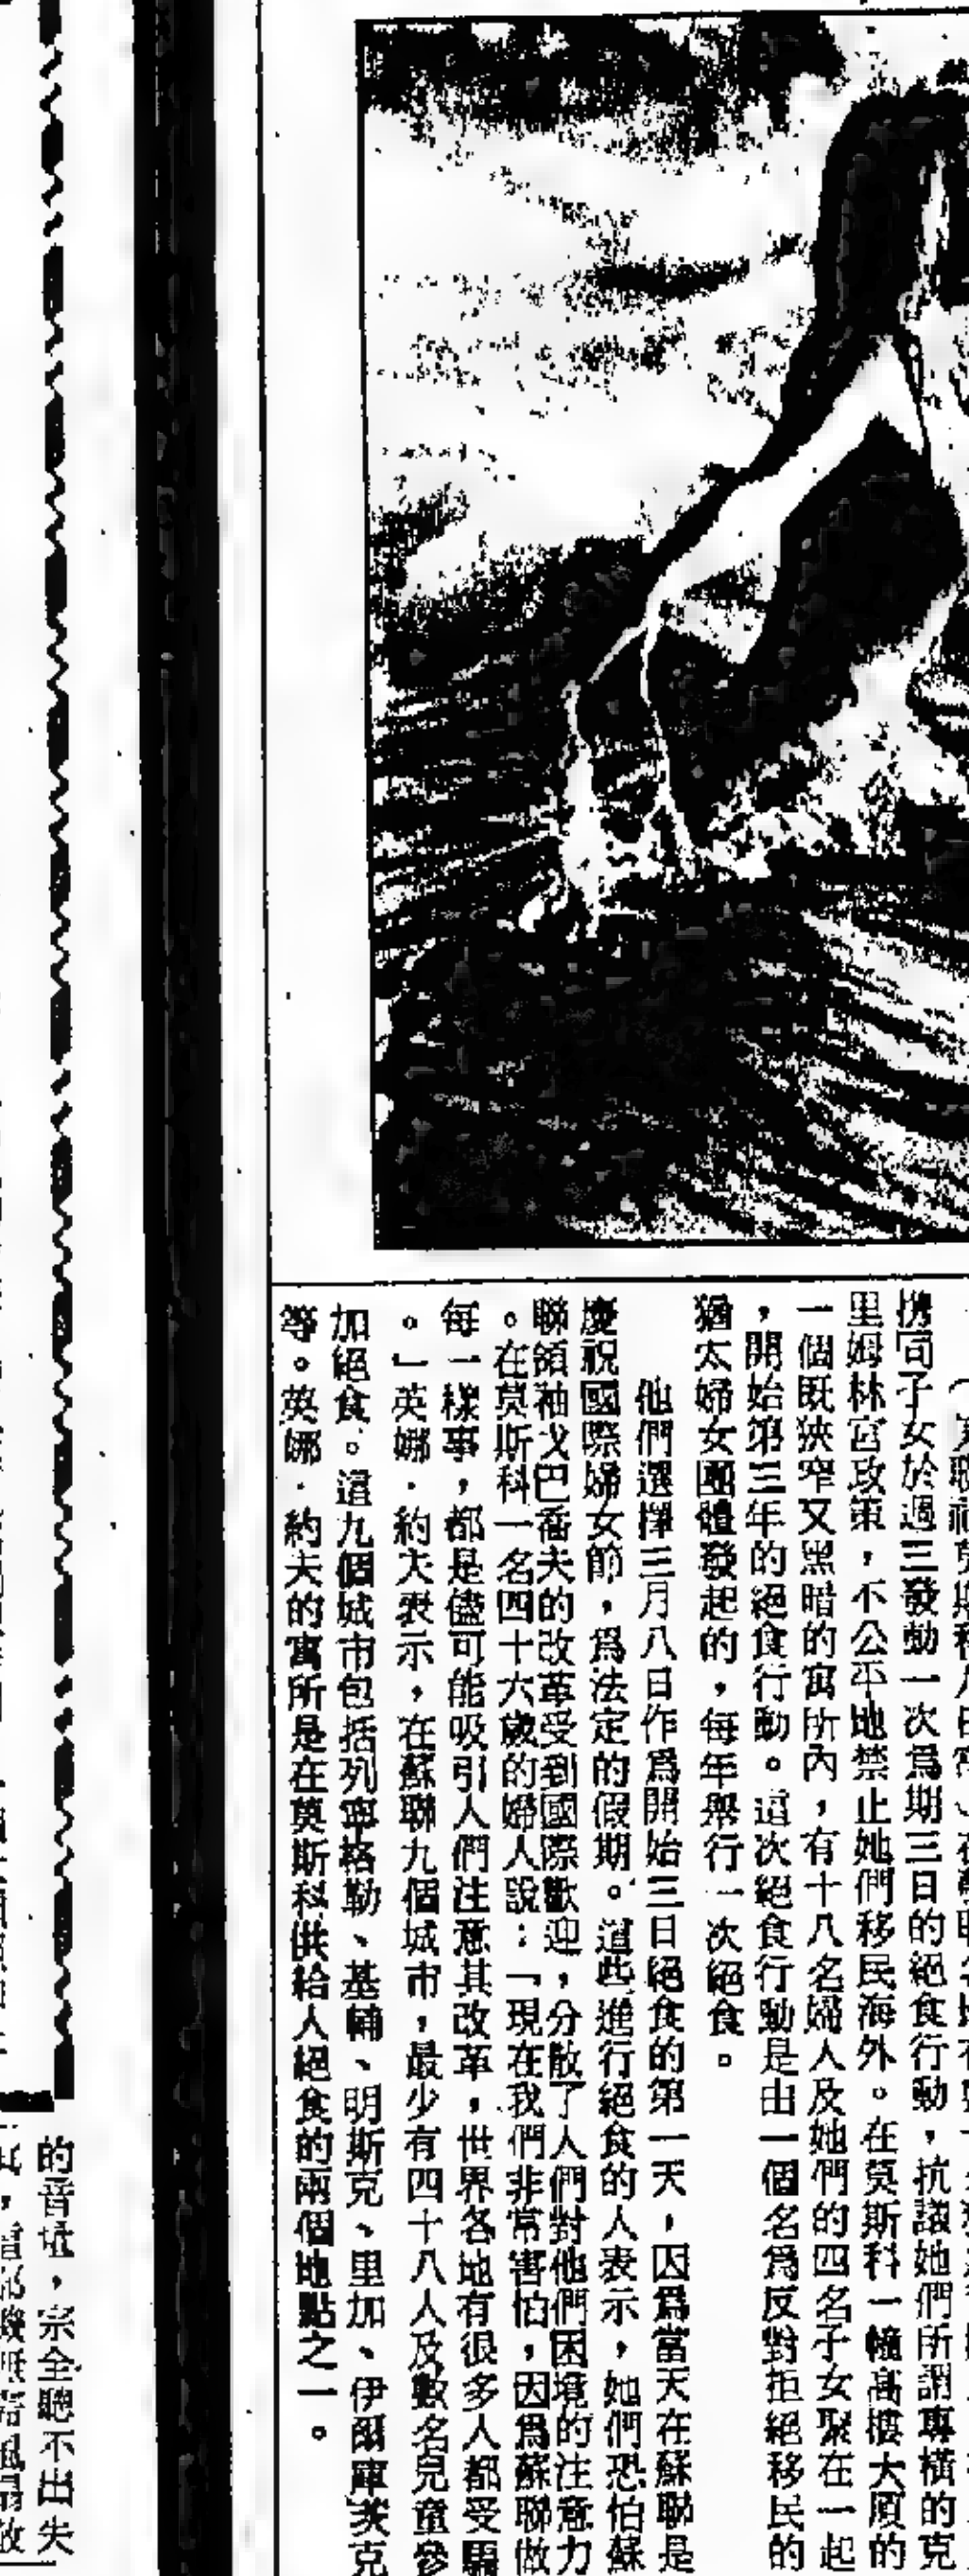 携同子女於過三發動一次爲期三日的絕食行動，抗議她們所謂專橫的克
里姆林宮政策，不公平地禁止她們移民海外。在莫斯科一幢高樓大厦的
一個既狹窄又黑暗的寓所內，有十八名婦人及她們的四名子女聚在一起
，開始第三年的絕食行動。這次絕食行動是由一個名爲反對拒絕移民的
猶太婦女團體發起的，每年舉行一次絕食。
他們選擇三月八日作爲開始三日絕食的第一天，因爲當天在蘇聯是
慶祝國際婦女節，爲法定的假期。這些進行絕食的人表示，她們恐怕蘇
聯領袖戈巴喬夫的改革受到國際歡迎，分散了人們對他們困境的注意力
。在莫斯科一名四十六歲的婦人說：「現在我們非常害怕，因爲蘇聯做
每一樣事，都是儘可能吸引人們注意其改革，世界各地有很多人都受騙
。」英娜．約夫表示，在蘇聯九個城市，最少有四十八人及數名兒童參
加絕食。這九個城市包括列寧格勒、基輔、明斯克、里加、伊爾庫茨克
等。英娜．約夫的寓所是在莫斯科供給人絕食的兩個地點之一。
的音域，宗全聽不出失